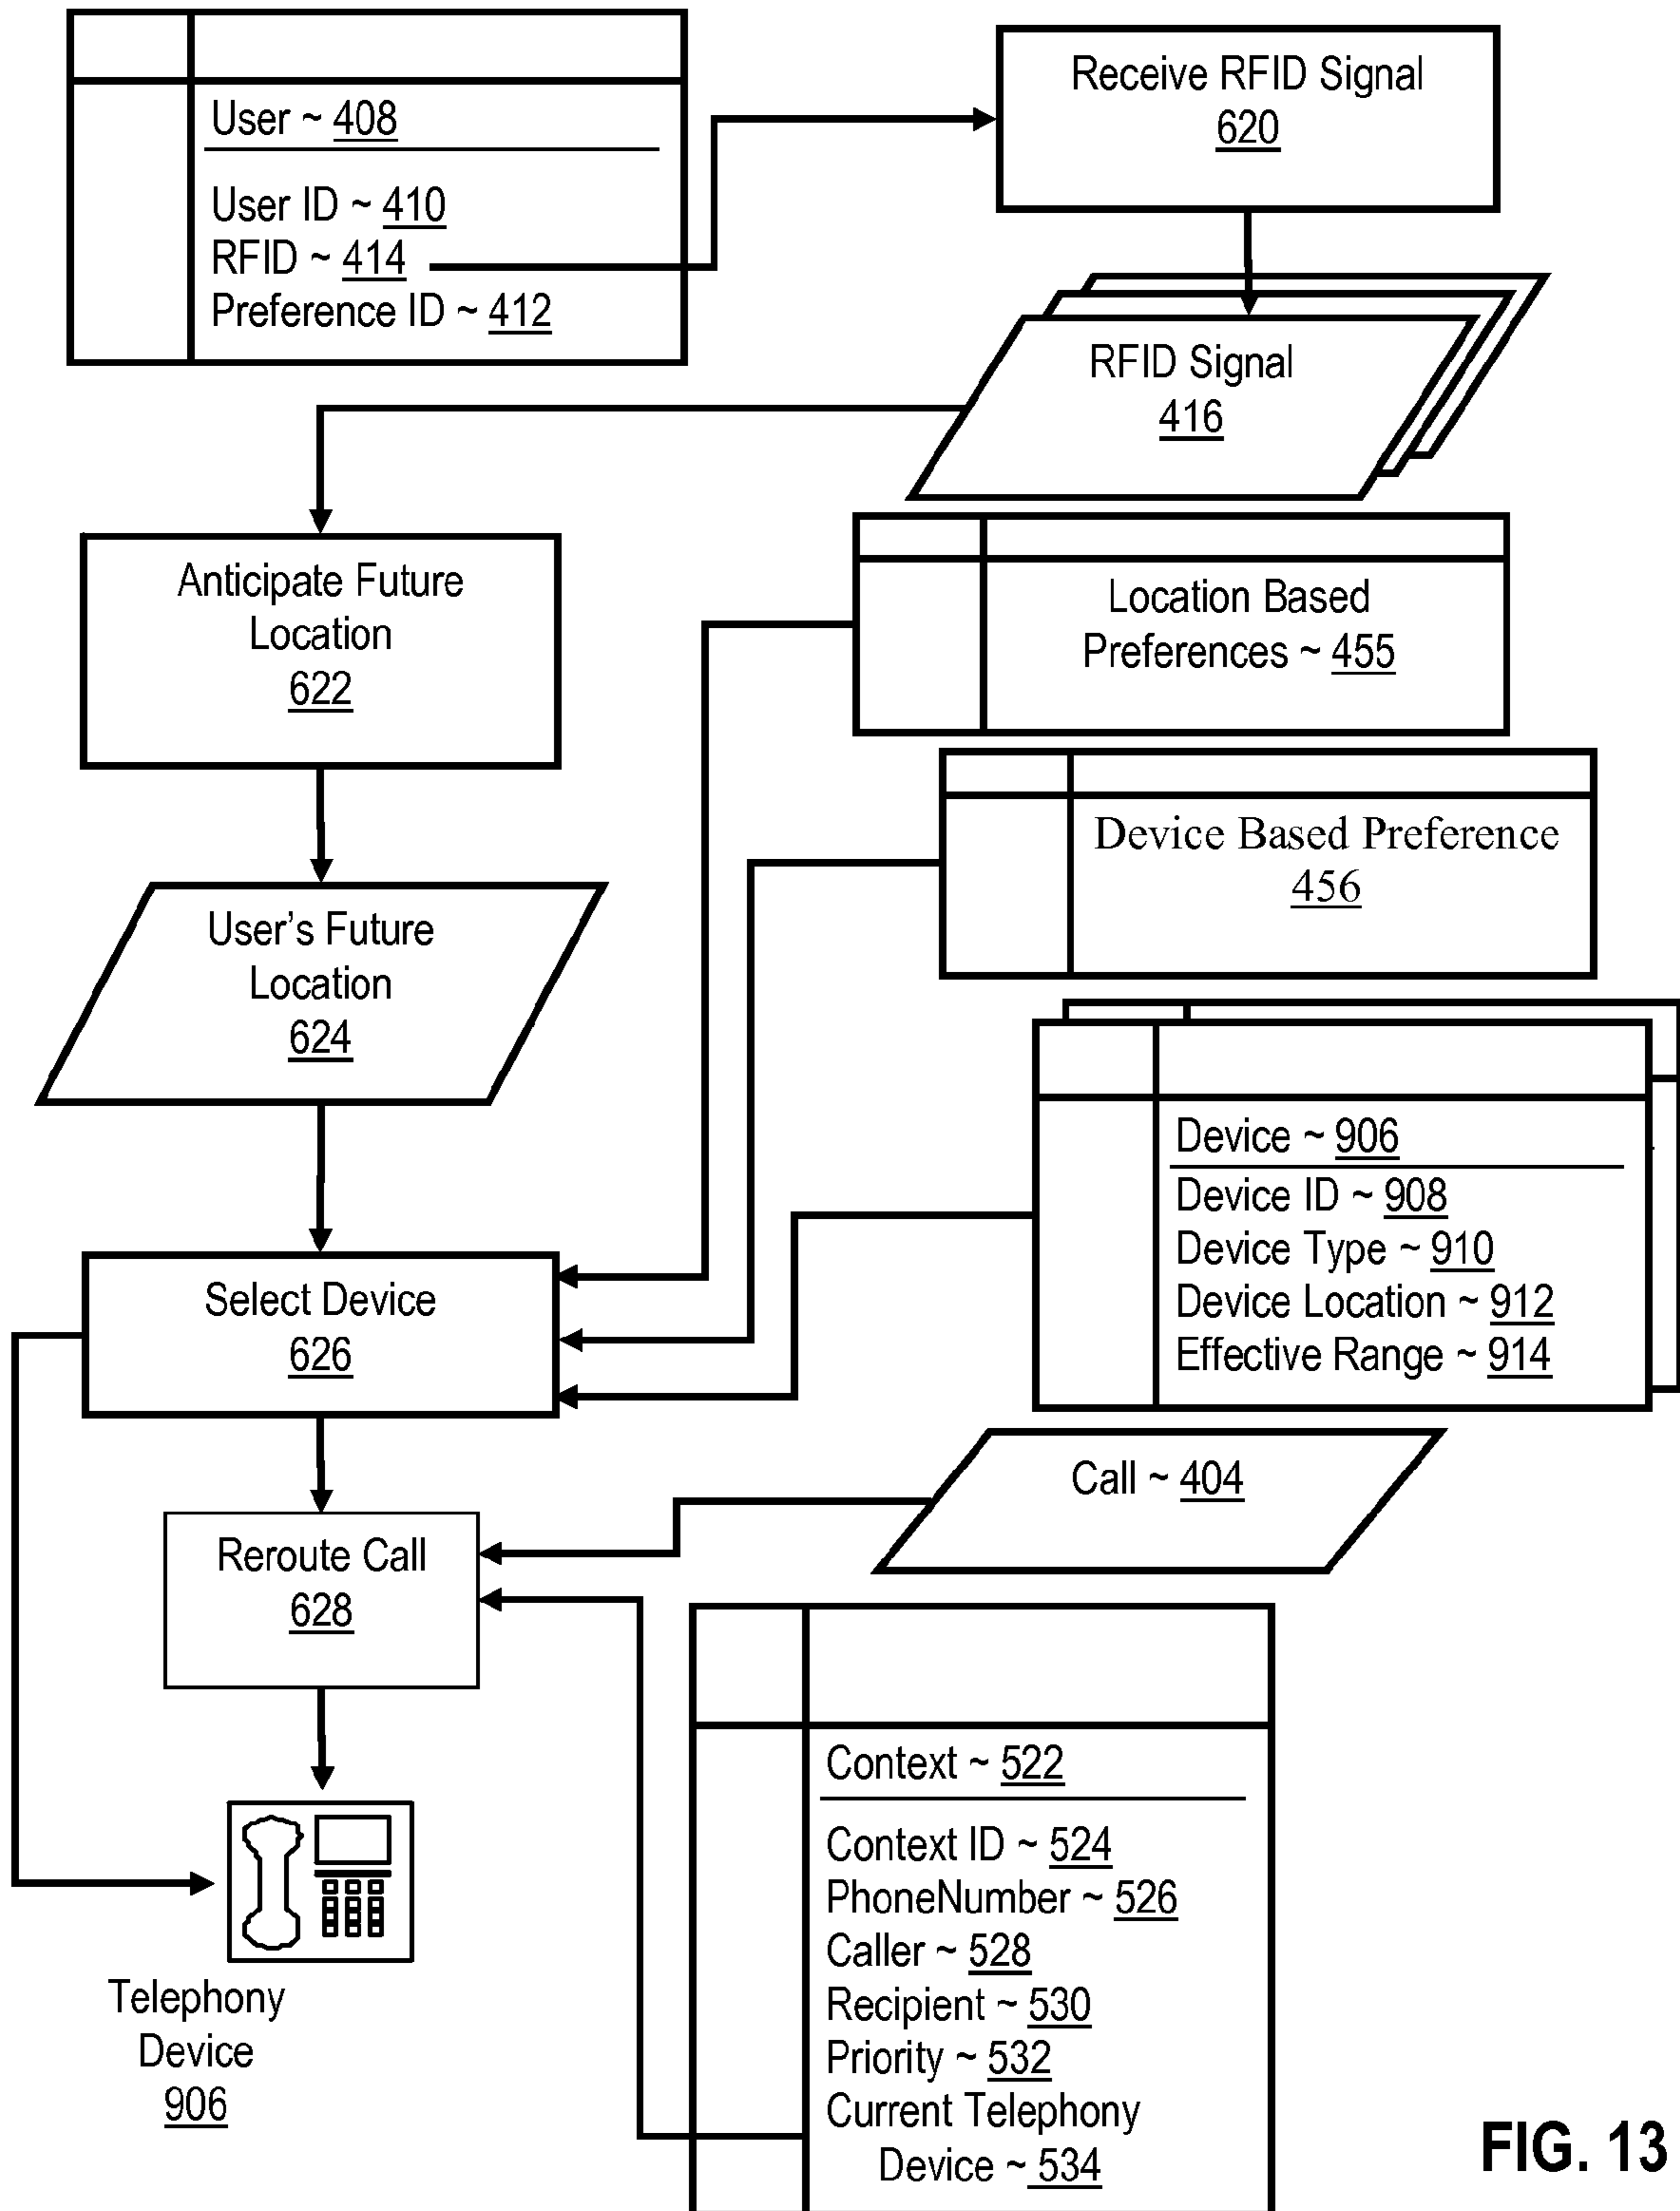 User ~ 408
User ID ~ 410
RFID ~ 414
Preference ID ~ 412
Receive RFID Signal
620
RFID Signal
416
Anticipate Future
Location
622
Location Based
Preferences ~ 455
Device Based Preference
456
User's Future
Location
624
Device ~ 906
Device ID ~ 908
Device Type ~ 910
Device Location ~ 912
Effective Range ~ 914
Select Device
626
Call ~ 404
Reroute Call
628
Context ~ 522
Context ID ~ 524
PhoneNumber ~ 526
Caller ~ 528
Recipient ~ 530
Priority ~ 532
Current Telephony
Device ~ 534
Telephony
Device
906
FIG. 13